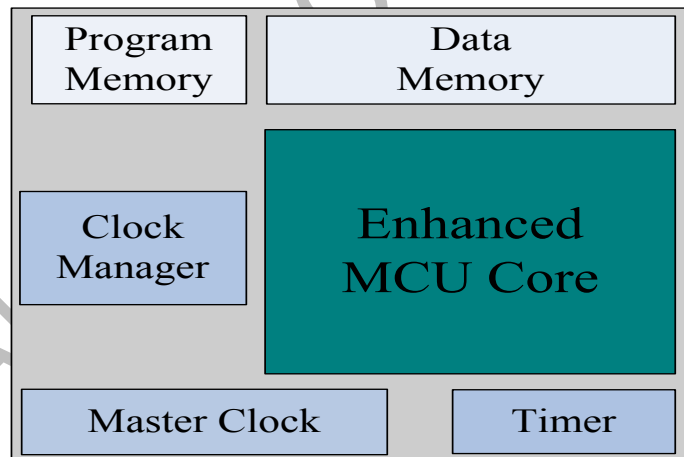 Program
Memory
Data
Memory
Clock
Manager
Enhanced
MCU Core
Master Clock
Timer